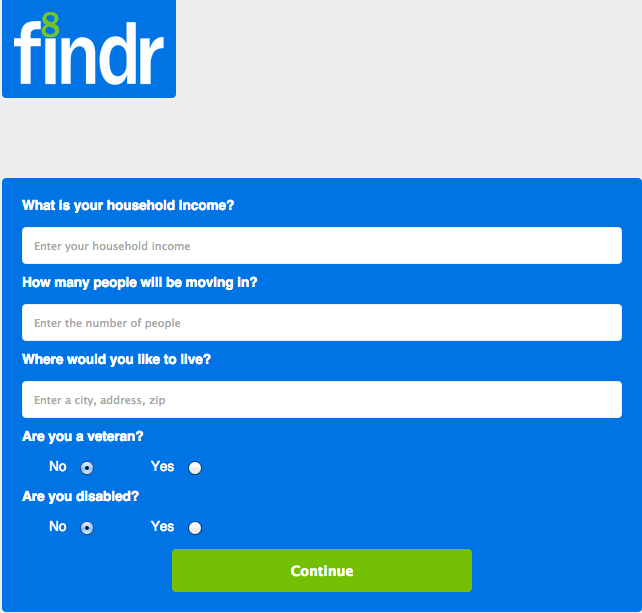 8
findr
What is your household income?
Enter your household income
How many people will be moving in?
Enter the number of people
Where would you like to live?
Enter a city, address, zip
Are you a veteran?
No Yes
Are you disabled?
No Yes
Continue